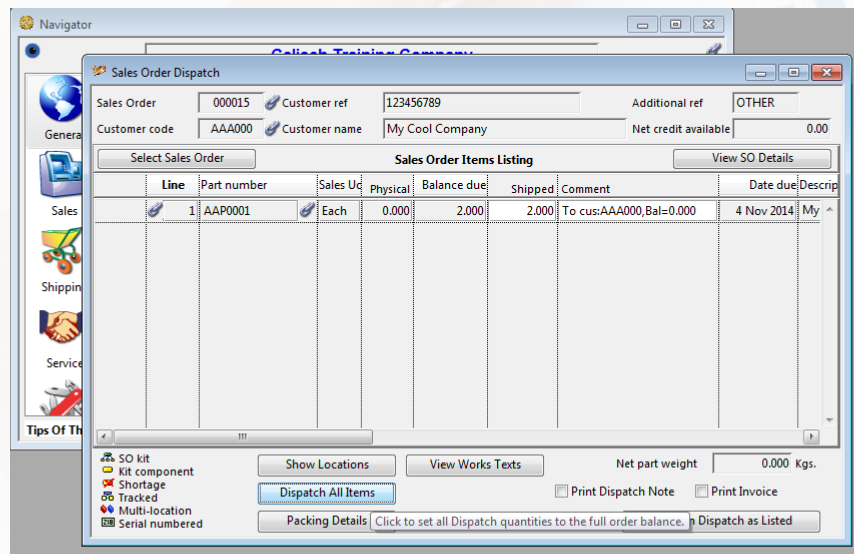 Navigator
Calisoh Training Company
Sales Order Dispatch
Sales Order 000015 Customer ref 123456789 Additional ref OTHER
Customer code AAA000 Customer name My Cool Company Net credit available 0.00
Select Sales Order Sales Order Items Listing View SO Details
Line Part number Sales Uc Physical Balance due Shipped Comment Date due Descrip
1 AAP0001 Each 0.000 2.000 2.000 To cus:AAA000,Bal=0.000 4 Nov 2014 My
Genera
Sales
Shippin
Service
Tips Of Th
SO kit
Kit component
Shortage
Tracked
Multi-location
Serial numbered
Show Locations View Works Texts Net part weight 0.000 Kgs.
Dispatch All Items Print Dispatch Note Print Invoice
Packing Details Click to set all Dispatch quantities to the full order balance. n Dispatch as Listed